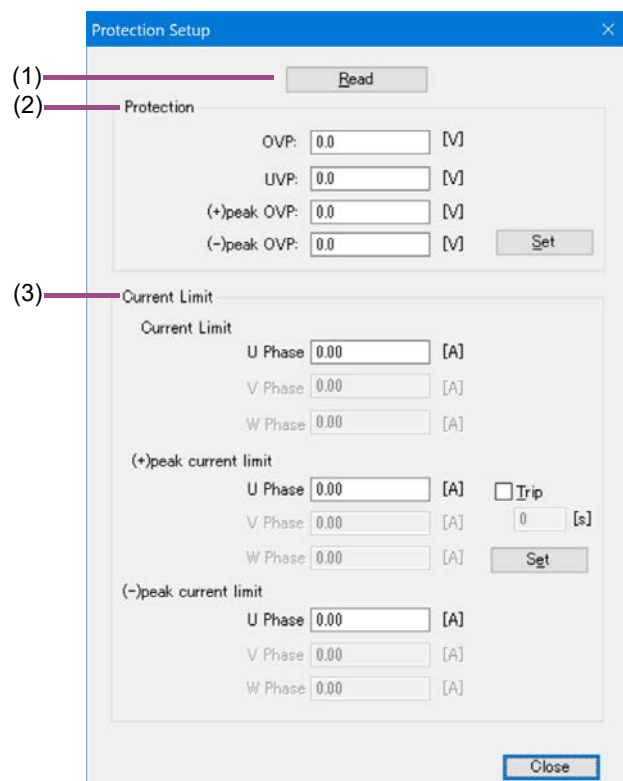 Protection Setup
(1)
Read
(2)
Protection
OVP: 0.0 [V]
UVP: 0.0 [V]
(+)peak OVP: 0.0 [V]
(-)peak OVP: 0.0 [V] Set
(3)
Current Limit
Current Limit
U Phase 0.00 [A]
V Phase 0.00 [A]
W Phase 0.00 [A]
(+)peak current limit
U Phase 0.00 [A] Trip
V Phase 0.00 [A] 0 [s]
W Phase 0.00 [A] Set
(-)peak current limit
U Phase 0.00 [A]
V Phase 0.00 [A]
W Phase 0.00 [A]
Close